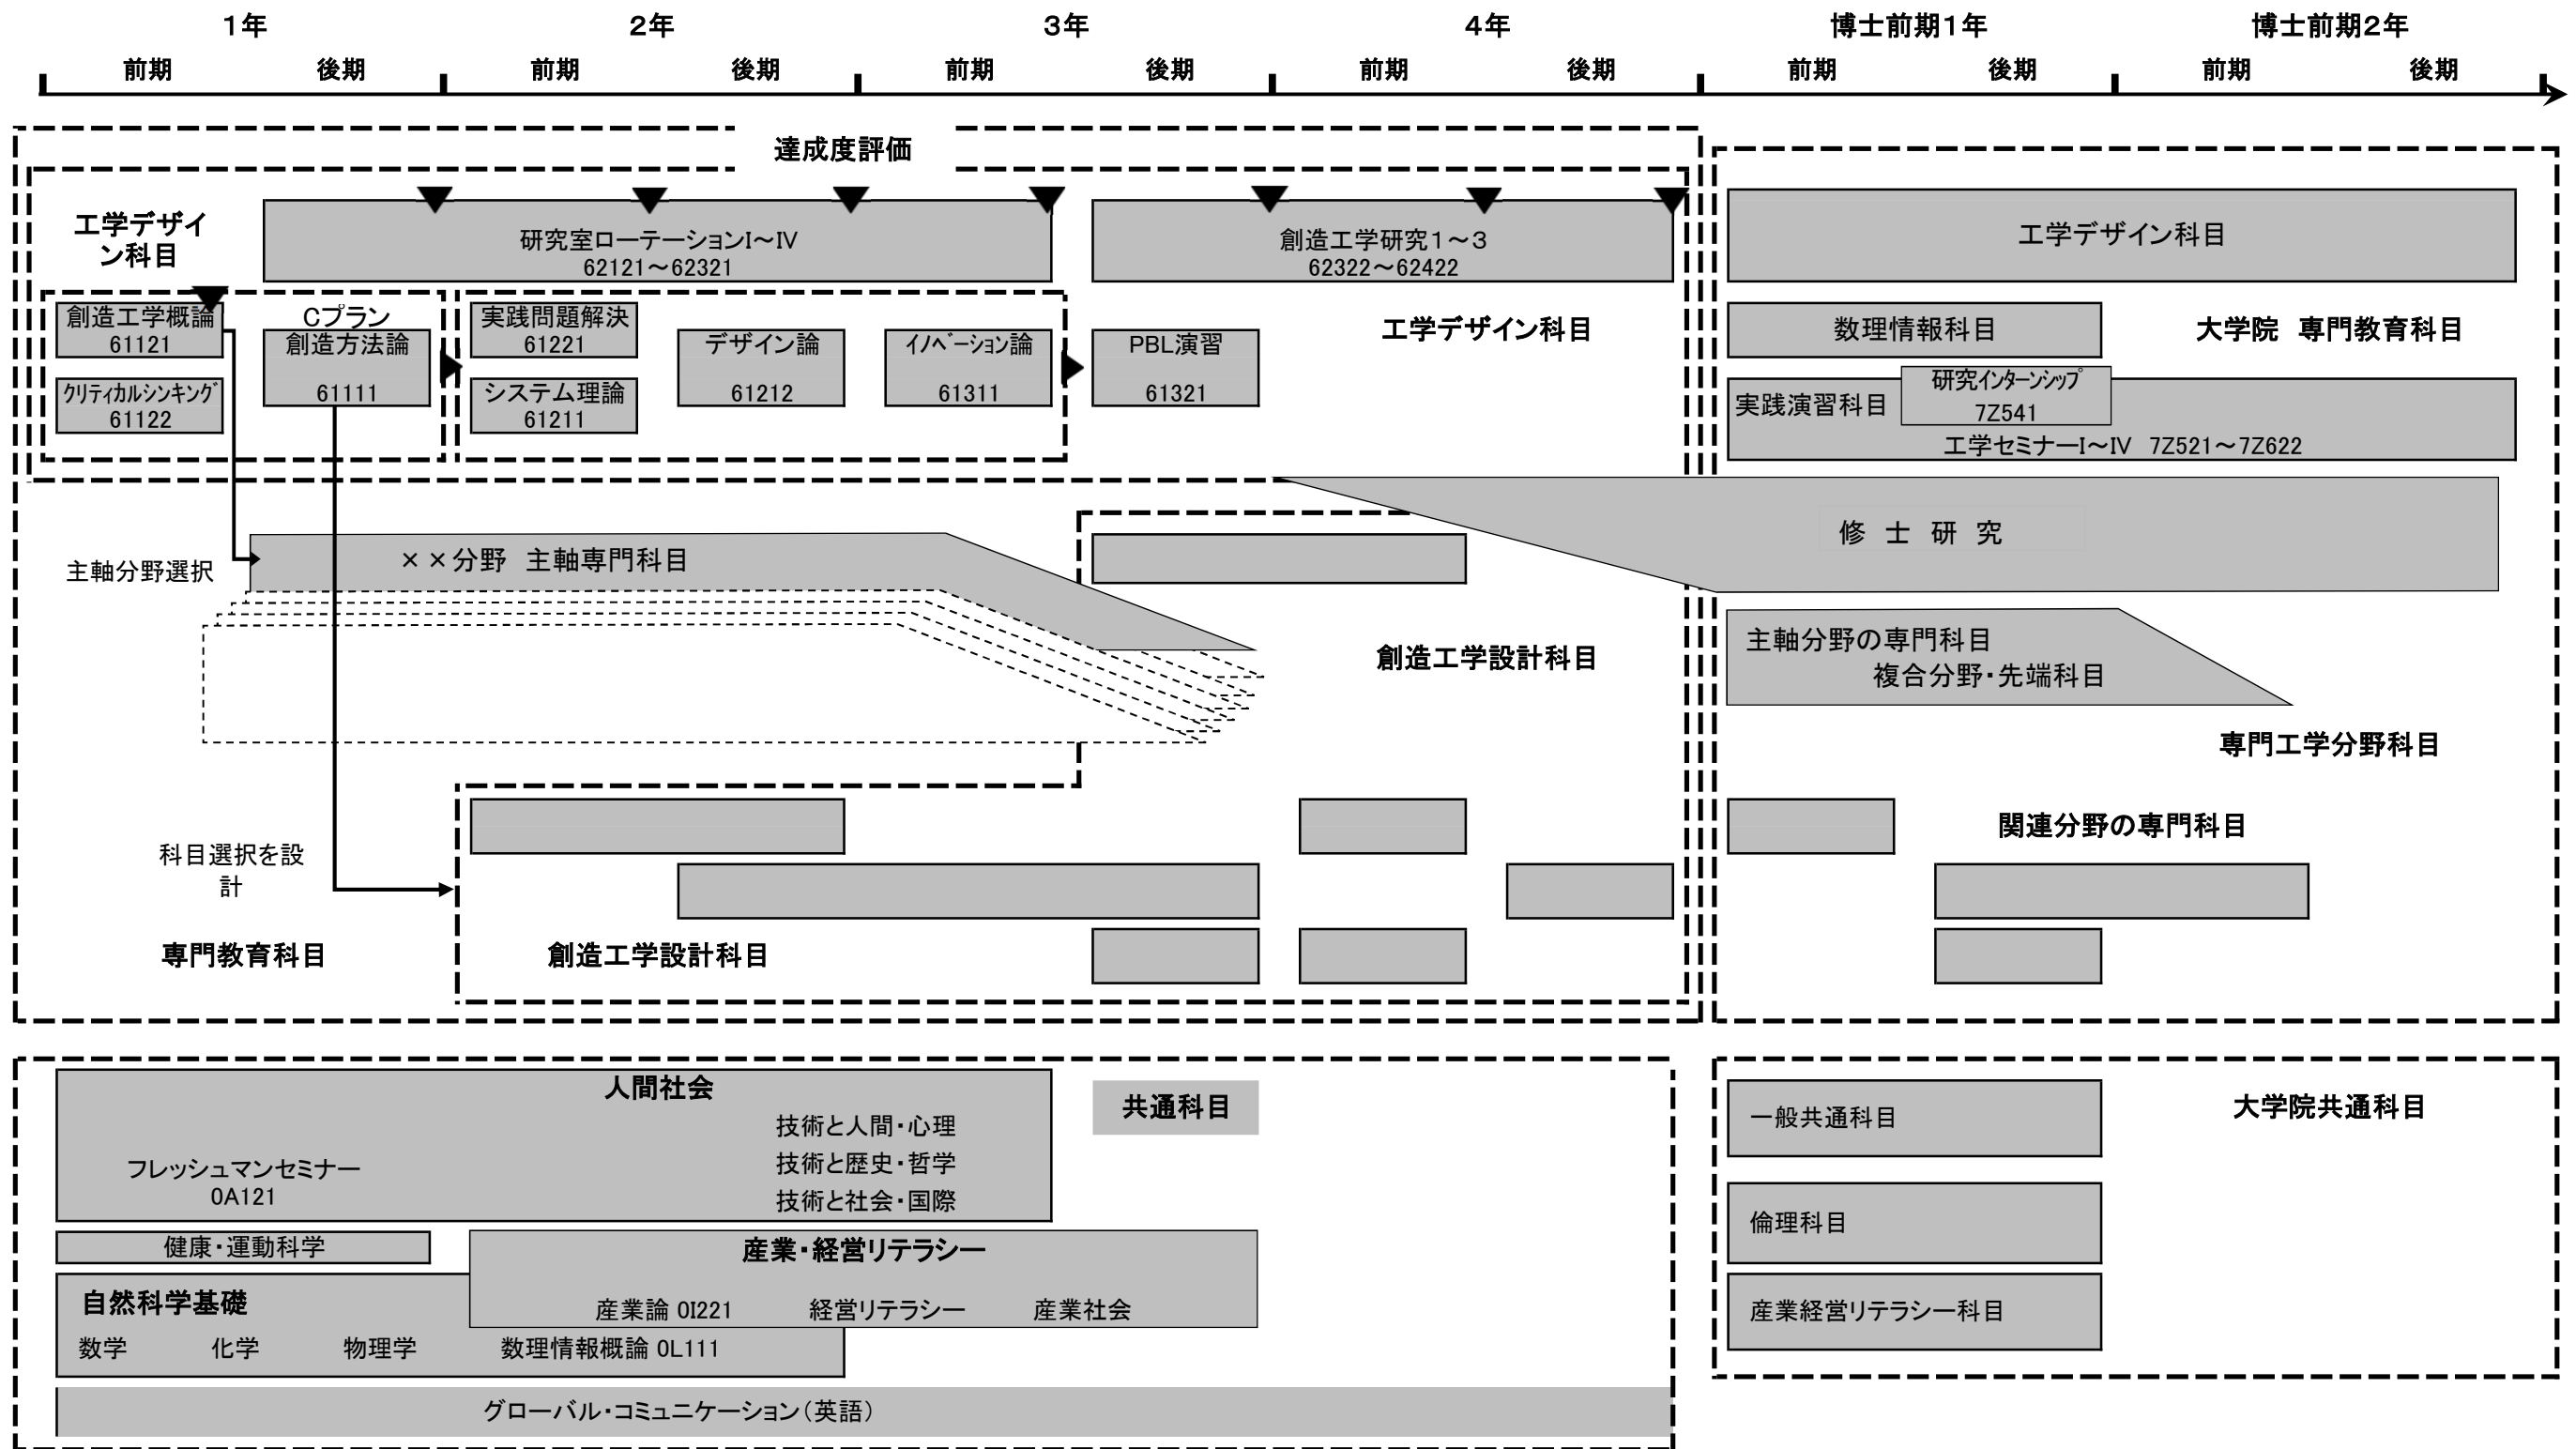 1年 2年 3年 4年 博士前期1年 博士前期2年
前期 後期 前期 後期 前期 後期 前期 後期 前期 後期 前期 後期
達成度評価
工学デザイ
ン科目
研究室ローテーションI～IV
62121～62321
創造工学研究1～3
62322～62422
工学デザイン科目
創造工学概論
61121
クリティカルシンキング
61122
Cプラン
創造方法論
61111
実践問題解決
61221
システム理論
61211
デザイン論
61212
イノベーション論
61311
PBL演習
61321
工学デザイン科目
数理情報科目
大学院 専門教育科目
実践演習科目
研究インターンシップ
7Z541
工学セミナーI～IV 7Z521～7Z622
修 士 研 究
××分野 主軸専門科目
主軸分野選択
創造工学設計科目
主軸分野の専門科目
複合分野・先端科目
専門工学分野科目
関連分野の専門科目
科目選択を設
計
専門教育科目
創造工学設計科目
人間社会
技術と人間・心理
技術と歴史・哲学
技術と社会・国際
フレッシュマンセミナー
0A121
共通科目
健康・運動科学
産業・経営リテラシー
産業論 0I221 経営リテラシー 産業社会
自然科学基礎
数学 化学 物理学 数理情報概論 0L111
グローバル・コミュニケーション（英語）
一般共通科目
大学院共通科目
倫理科目
産業経営リテラシー科目